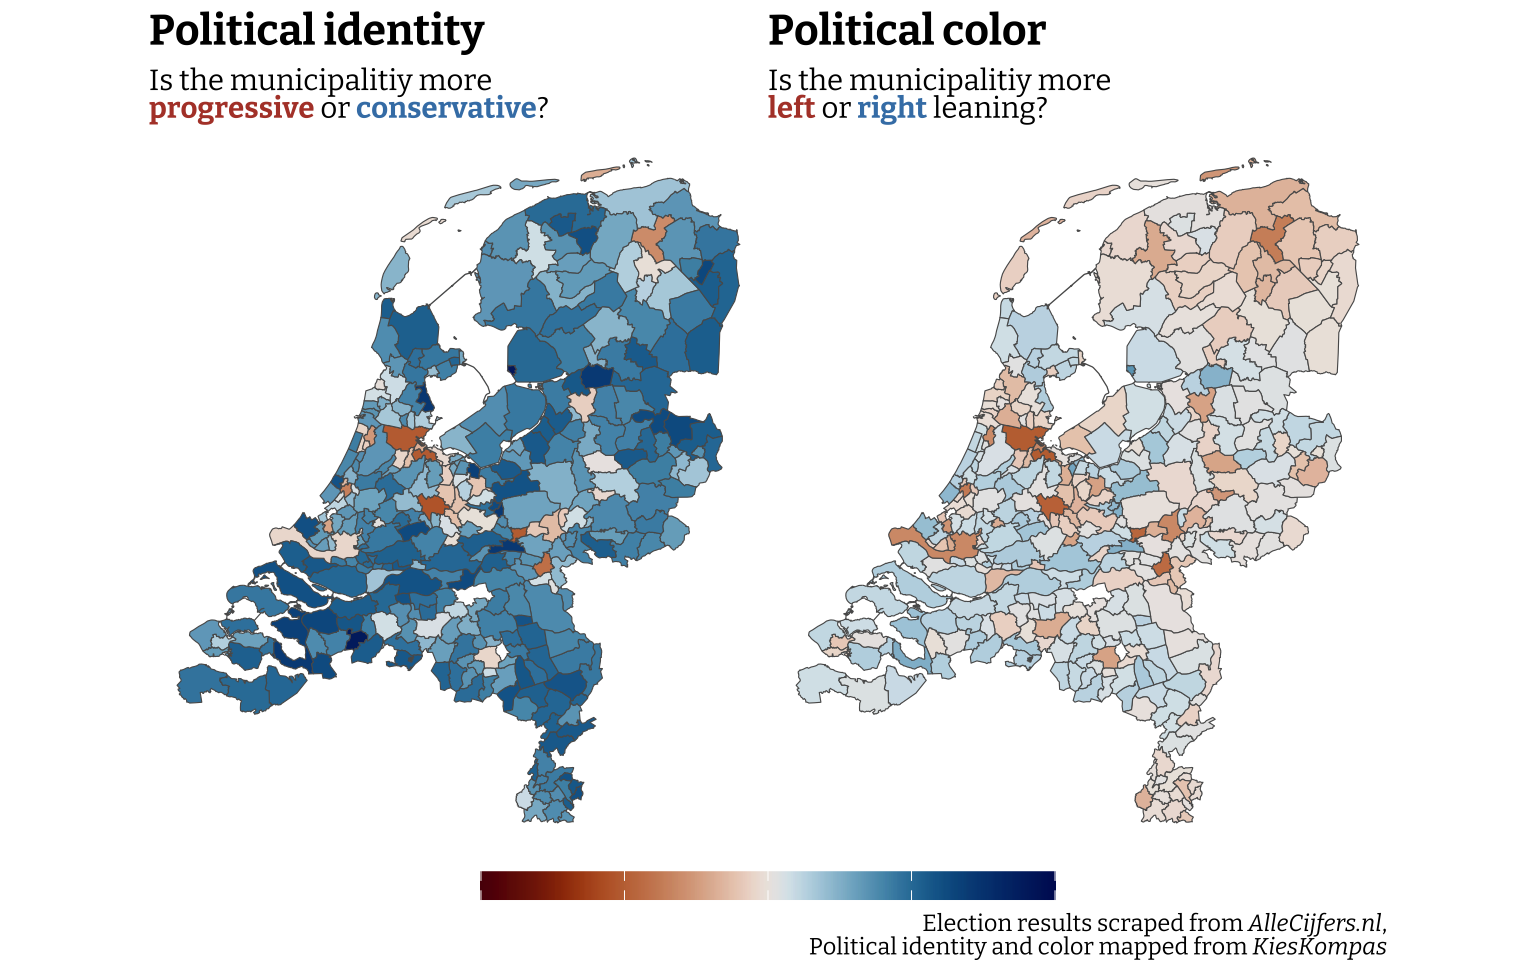 Political identity
Is the municipalitiy more
progressive or conservative?
Political color
Is the municipalitiy more
left or right leaning?
Election results scraped from AlleCijfers.nl,
Political identity and color mapped from KiesKompas